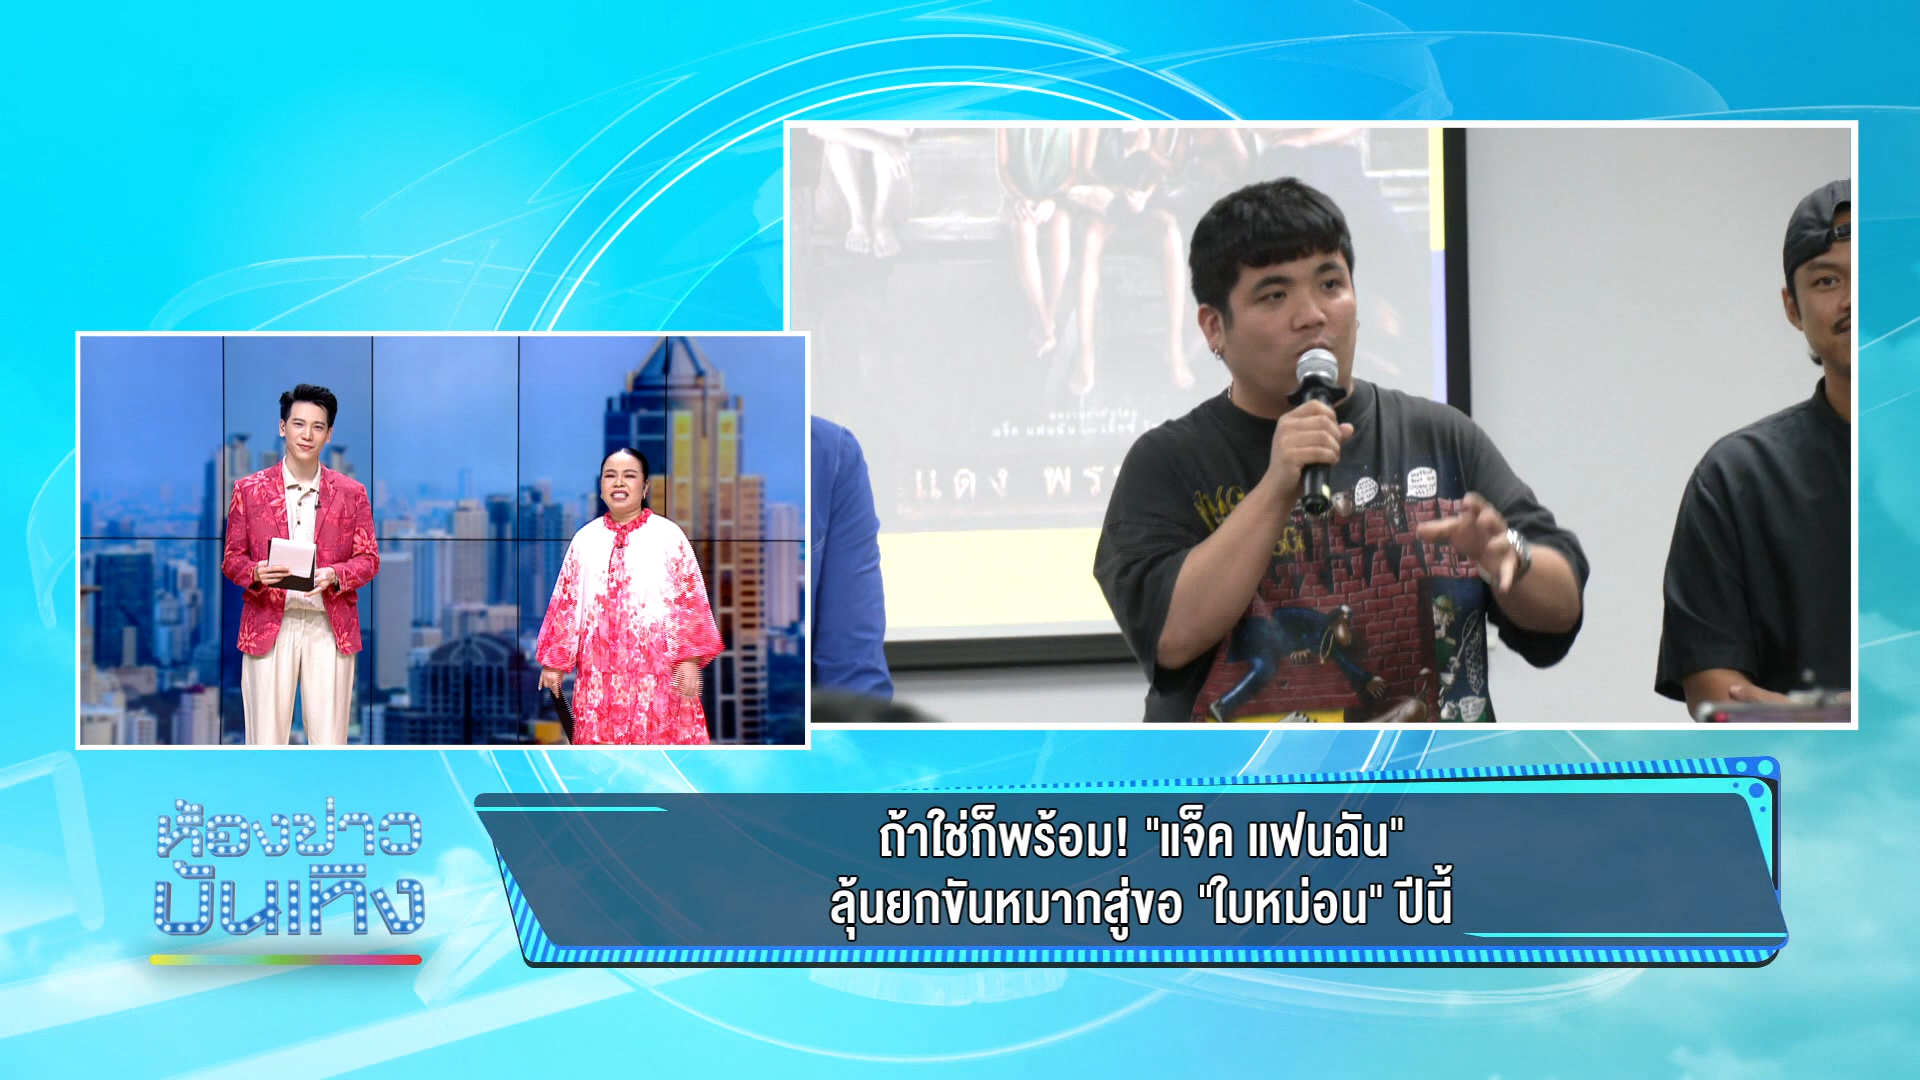 แดง พร
ห้องข่าว
บันเทิง
ถ้าใช่ก็พร้อม! "แจ็ค แฟนฉัน"
ลุ้นยกขันหมากสู่ขอ "ใบหม่อน" ปีนี้